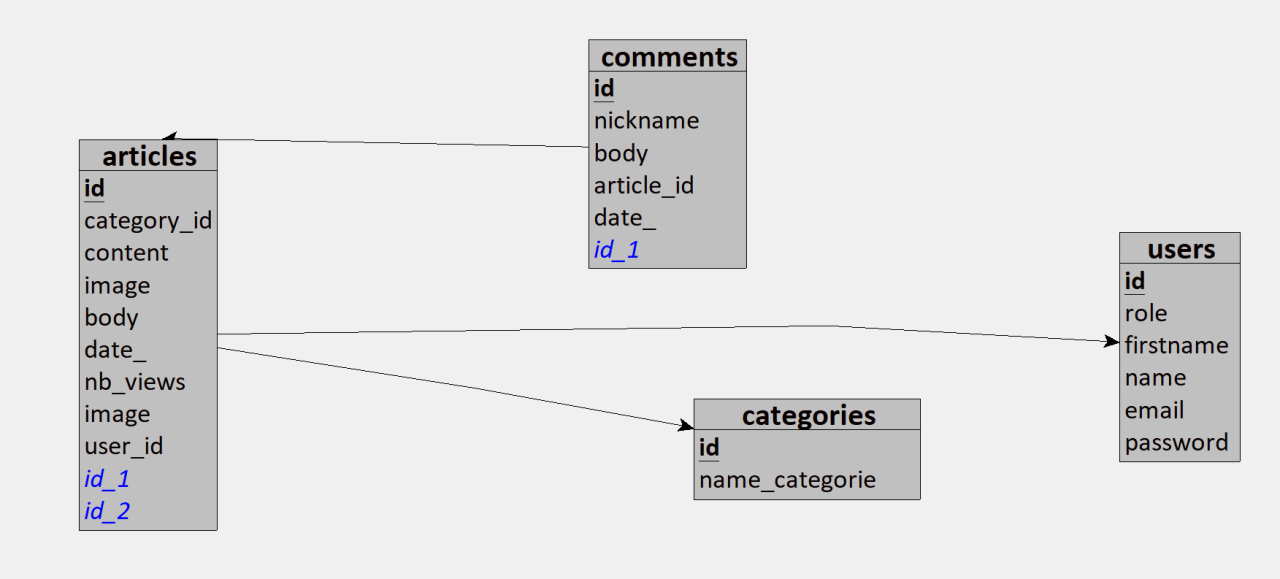 comments
id
nickname
body
article_id
date_
id_1
articles
id
category_id
content
image
body
date_
nb_views
image
user_id
id_1
id_2
users
id
role
firstname
name
email
password
categories
id
name_categorie